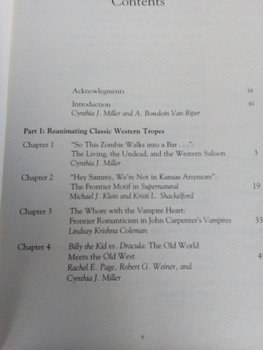 Contents
Acknowlegments ix
Introduction xi
Cynthia J. Miller and A. Bowdoin Van Riper
Part I: Reanimating Classic Western Tropes
Chapter 1 "So This Zombie Walks into a Bar . . .":
The Living, the Undead, and the Western Saloon 3
Cynthia J. Miller
Chapter 2 "Hey Sammy, We're Not in Kansas Anymore":
The Frontier Motif in Supernatural 19
Michael J. Klein and Kristi L. Shackelford
Chapter 3 The Whore with the Vampire Heart:
Frontier Romanticism in John Carpenter's Vampires 33
Lindsay Krishna Coleman
Chapter 4 Billy the Kid vs. Dracula: The Old World
Meets the Old West 4
Rachel E. Page, Robert G. Weiner, and
Cynthia J. Miller
v